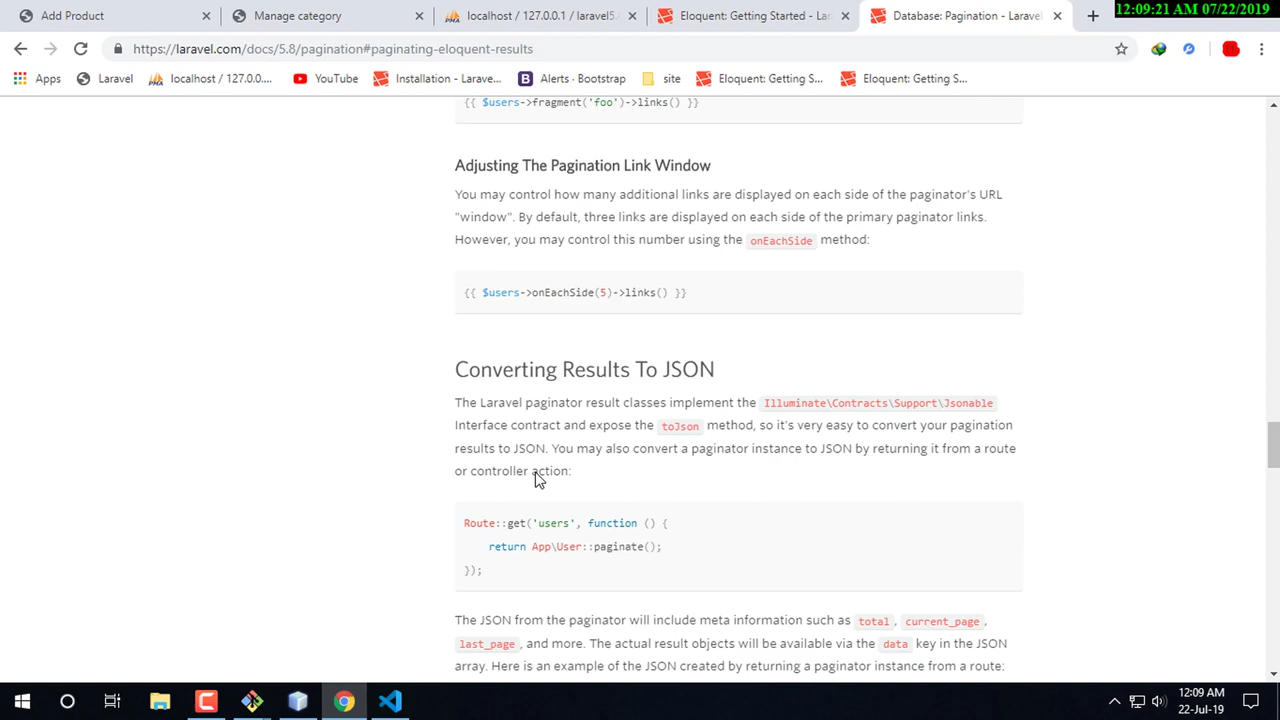 Add Product
Manage category
localhost / 127.0.0.1 / laravel5.
Eloquent: Getting Started - Lar
Database: Pagination - Laravel
12:09:21 AM 07/22/2019
https://laravel.com/docs/5.8/pagination#paginating-eloquent-results
Apps
Laravel
localhost / 127.0.0....
YouTube
Installation - Larave...
B Alerts · Bootstrap
site
Eloquent: Getting S...
Eloquent: Getting S...
{{ $users->fragment('foo')->links() }}
Adjusting The Pagination Link Window
You may control how many additional links are displayed on each side of the paginator's URL
"window". By default, three links are displayed on each side of the primary paginator links.
However, you may control this number using the onEachSide method:
{{ $users->onEachSide(5)->links() }}
Converting Results To JSON
The Laravel paginator result classes implement the Illuminate\Contracts\Support\Jsonable
Interface contract and expose the toJson method, so it's very easy to convert your pagination
results to JSON. You may also convert a paginator instance to JSON by returning it from a route
or controller action:
Route::get('users', function () {
return App\User::paginate();
});
The JSON from the paginator will include meta information such as total, current_page,
last_page, and more. The actual result objects will be available via the data key in the JSON
array. Here is an example of the JSON created by returning a paginator instance from a route:
12:09 AM
22-Jul-19